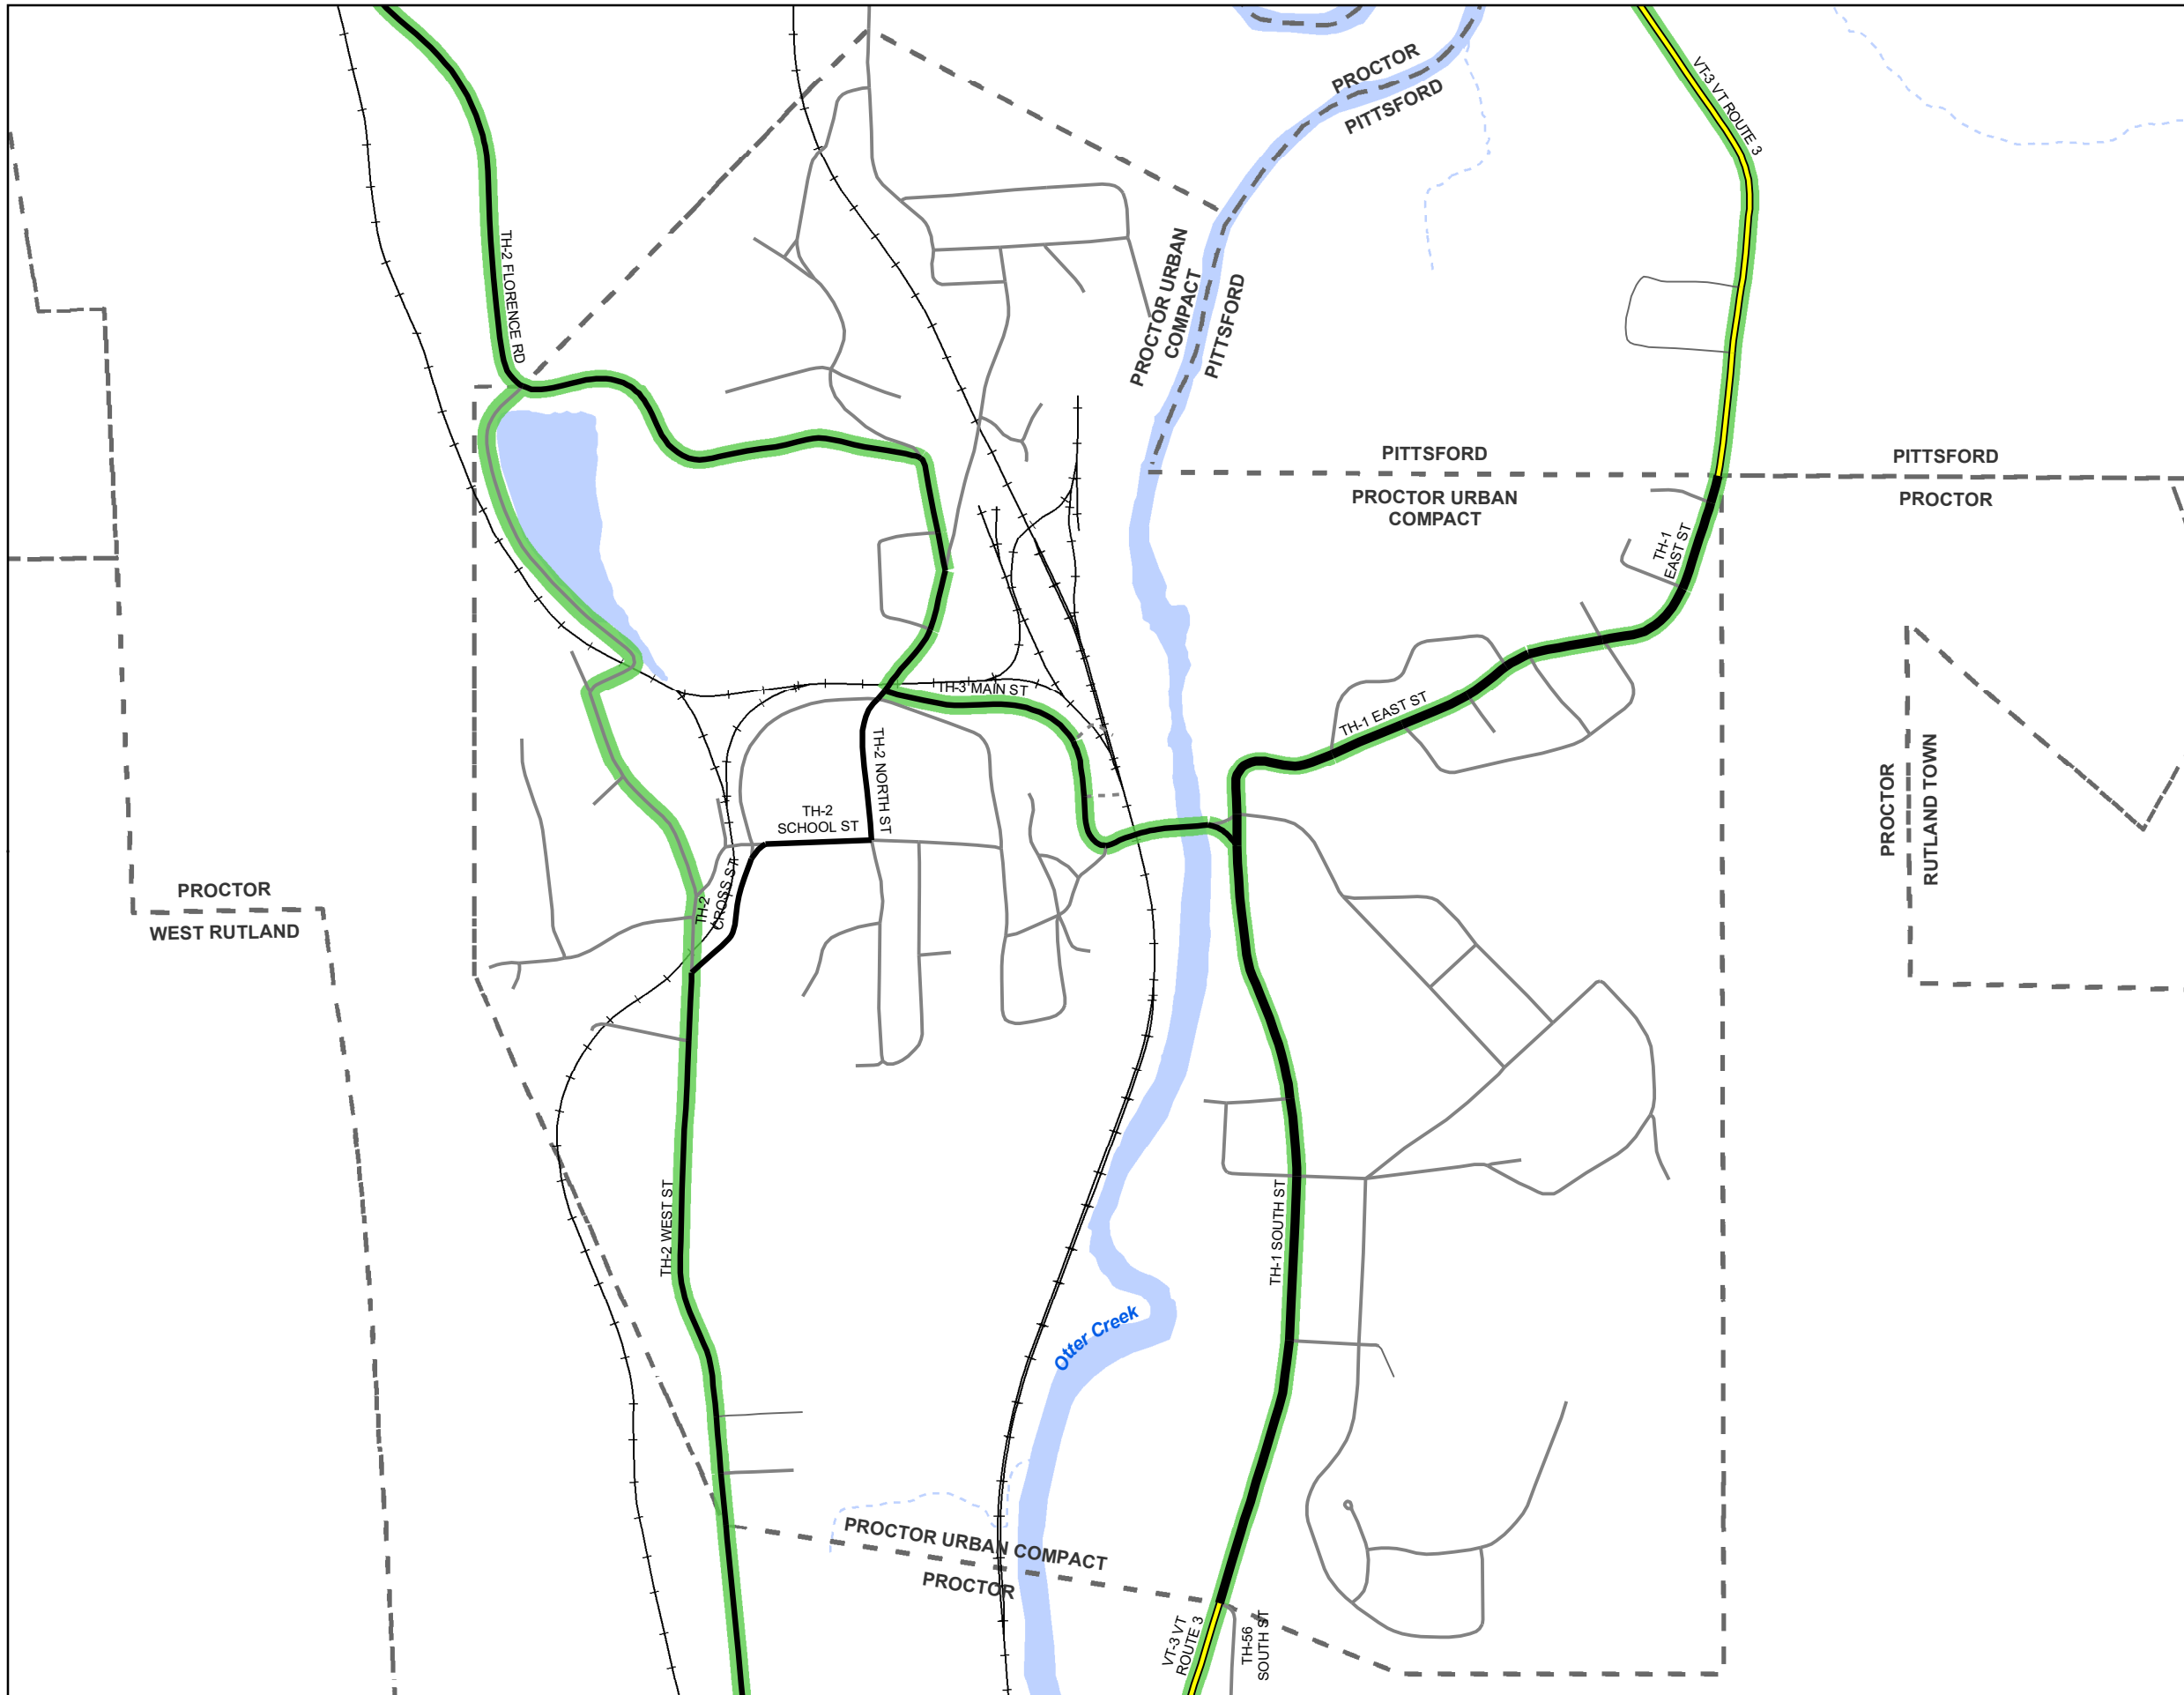 PROCTOR
PITTSFORD
VT-3 VT ROUTE 3
TH-2 FLORENCE RD
PROCTOR URBAN
COMPACT
PITTSFORD
PITTSFORD
PROCTOR URBAN
COMPACT
PITTSFORD
PROCTOR
TH-1
EAST ST
TH-3 MAIN ST
TH-1 EAST ST
TH-2 NORTH ST
TH-2
SCHOOL ST
TH-2
CROSS ST
PROCTOR
RUTLAND TOWN
PROCTOR
WEST RUTLAND
TH-2 WEST ST
TH-1 SOUTH ST
Otter Creek
PROCTOR URBAN COMPACT
PROCTOR
VT-3 VT
ROUTE 3
TH-56
SOUTH ST